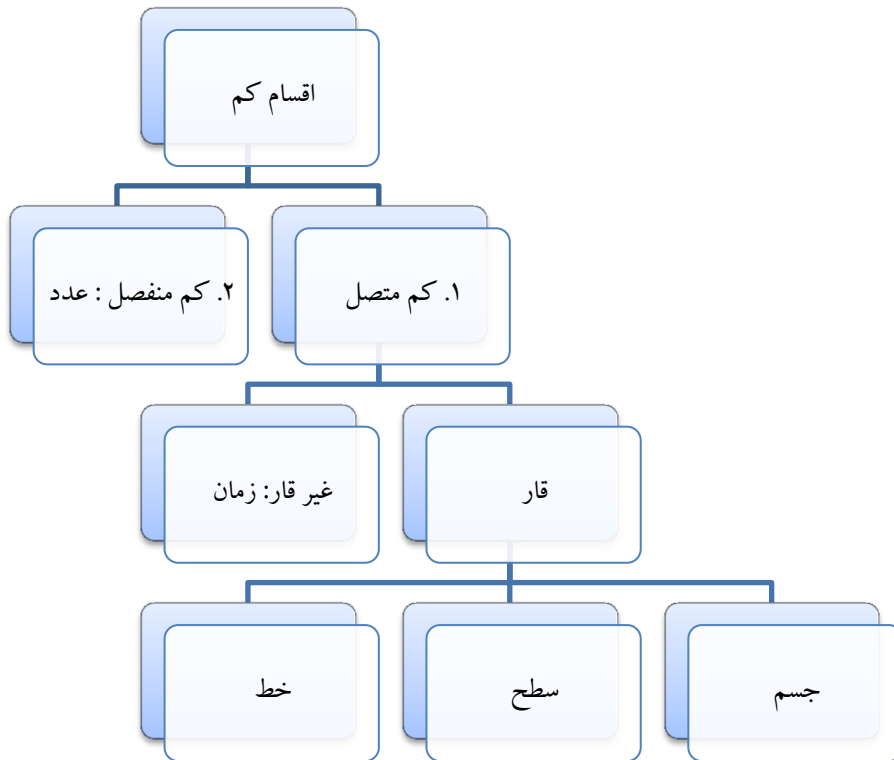 اقسام کم
۱. کم متصل
۲. کم منفصل : عدد
قار
غیر قار: زمان
جسم
سطح
خط